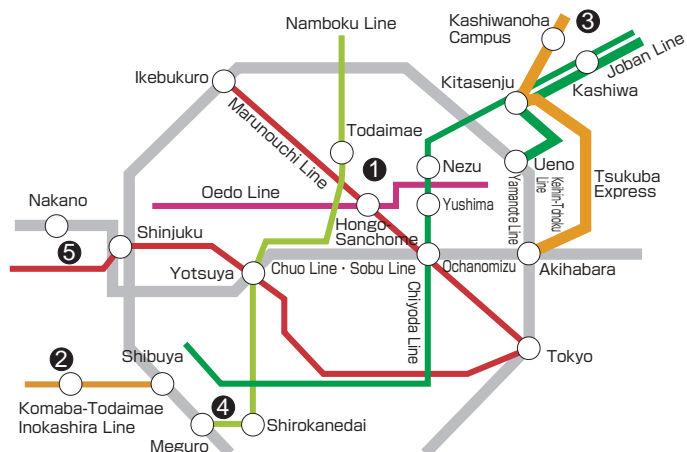 Namboku Line
Kashiwanoha
Campus
3
Joban Line
Ikebukuro
Kitasenju
Kashiwa
Marunouchi Line
Todaimae
1
Nezu
Ueno
Tsukuba
Express
Nakano
Oedo Line
Yushima
Yamanote Line
Keihin-Tohoku
Line
Hongo-
Sanchome
Shinjuku
5
Yotsuya
Chuo Line · Sobu Line
Ochanomizu
Akihabara
Chiyoda Line
Shibuya
Tokyo
2
Komaba-Todaimae
Inokashira Line
4
Shirokanedai
Meguro